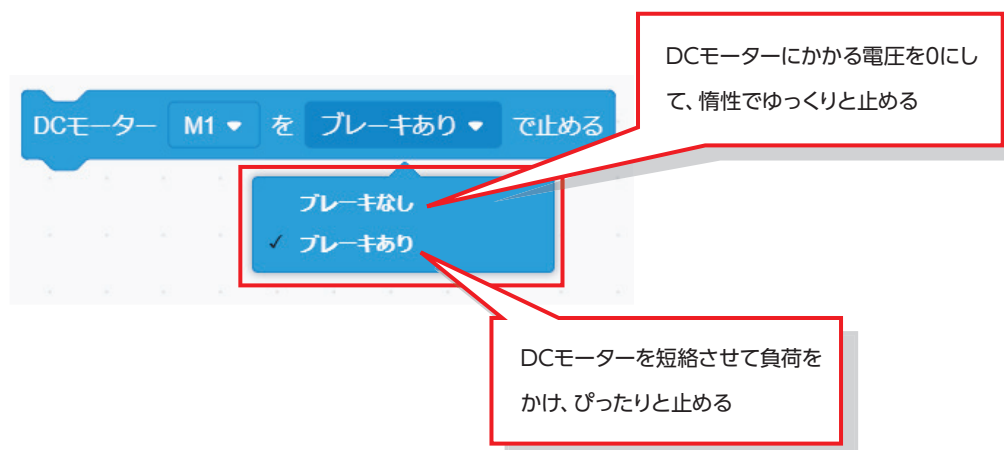 DCモーターにかかる電圧を0にし
て、惰性でゆっくりと止める
DCモーター M1 を ブレーキあり で止める
ブレーキなし
✓ ブレーキあり
DCモーターを短絡させて負荷を
かけ、ぴったりと止める